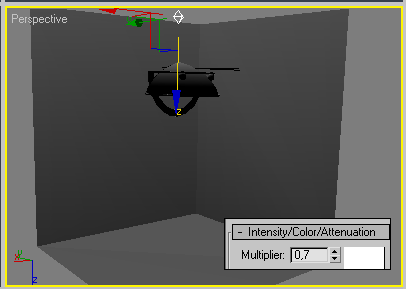 Perspective
z
- Intensity/Color/Attenuation
Multiplier: 0,7
x
z